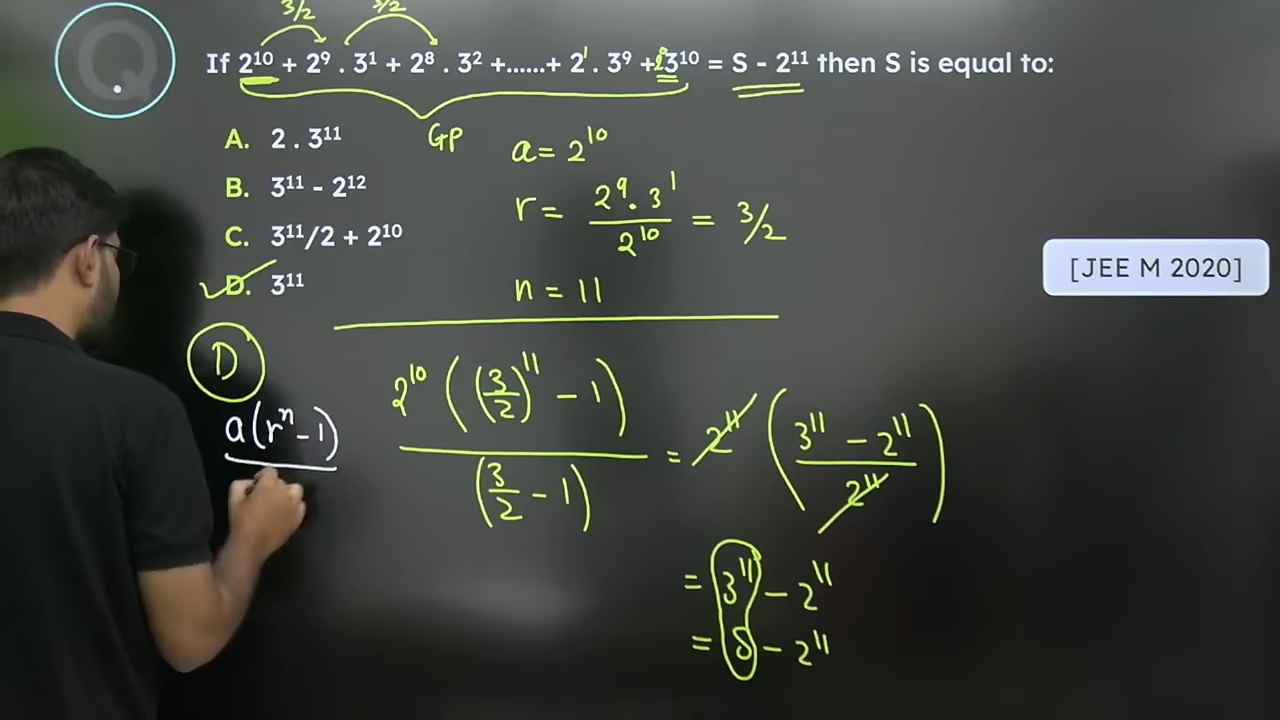 3/2 3/2
Q
If 2¹⁰ + 2⁹ . 3¹ + 2⁸ . 3² +......+ 2¹ . 3⁹ + 2⁰3¹⁰ = S - 2¹¹ then S is equal to:
A. 2 . 3¹¹
GP
a = 2¹⁰
B. 3¹¹ - 2¹²
r = 2⁹ . 3¹ / 2¹⁰ = 3/2
C. 3¹¹/2 + 2¹⁰
[JEE M 2020]
D. 3¹¹
n = 11
D
a(rⁿ - 1)
2¹⁰ ((3/2)¹¹ - 1) / (3/2 - 1) = 2¹¹ (3¹¹ - 2¹¹ / 2¹¹)
= 3¹¹ - 2¹¹
= S - 2¹¹